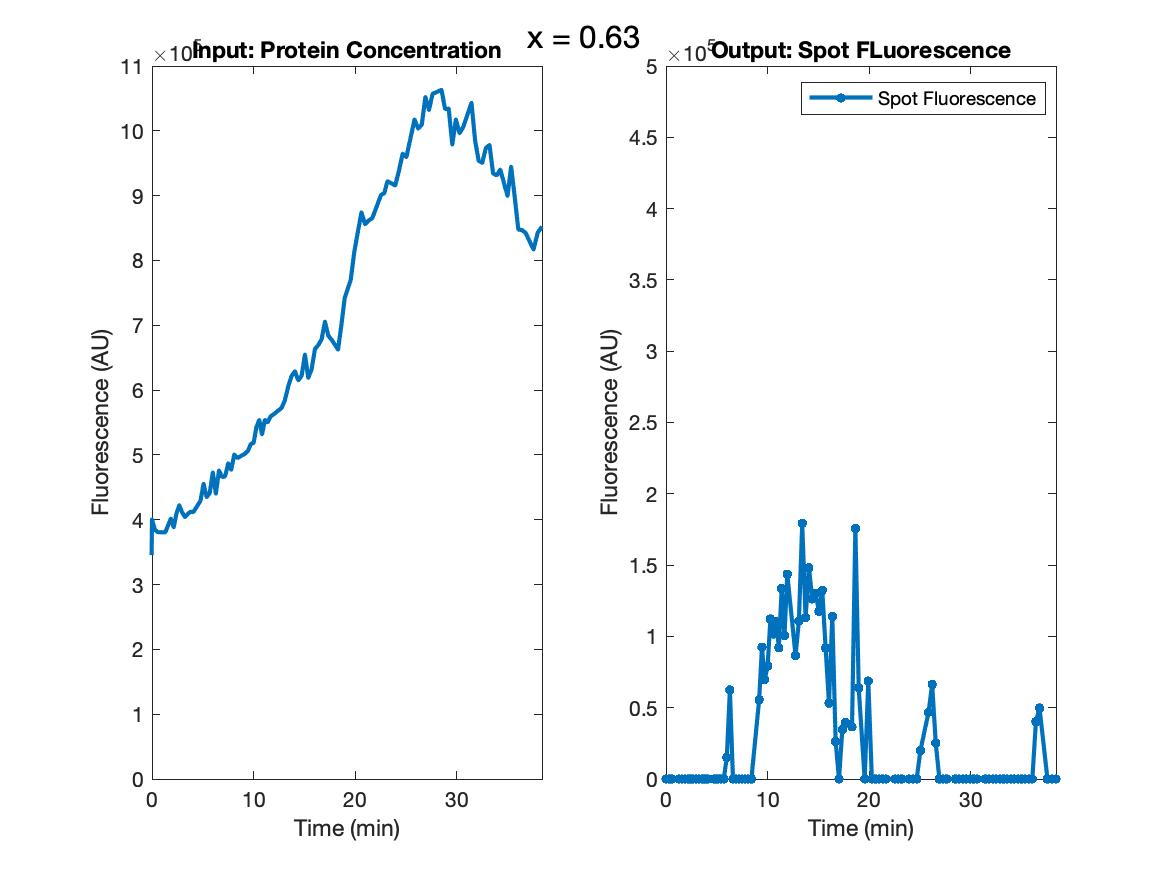 x = 0.63
×10⁵
Input: Protein Concentration
11
10
9
8
7
6
5
4
3
2
1
0
Fluorescence (AU)
0 10 20 30
Time (min)
×10⁵
Output: Spot FLuorescence
Spot Fluorescence
5
4.5
4
3.5
3
2.5
2
1.5
1
0.5
0
Fluorescence (AU)
0 10 20 30
Time (min)